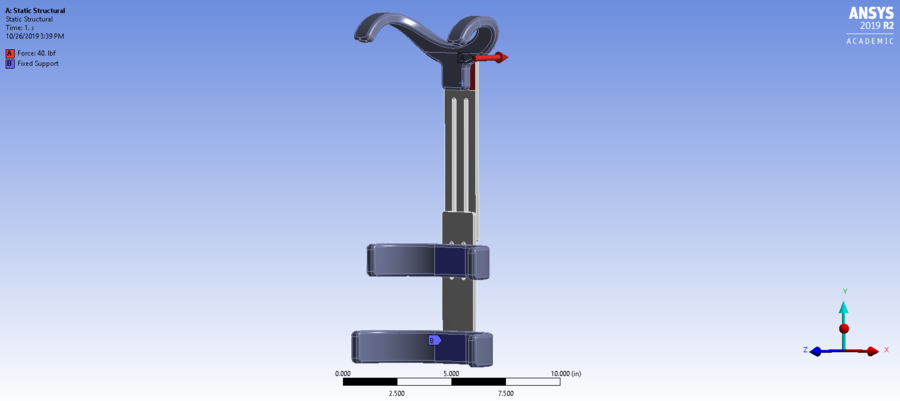 A: Static Structural
Static Structural
Time: 1. s
10/26/2019 3:39 PM
A Force: 40. lbf
B Fixed Support
ANSYS
2019 R2
ACADEMIC
B
Y
Z
X
0.000 5.000 10.000 (in)
2.500 7.500